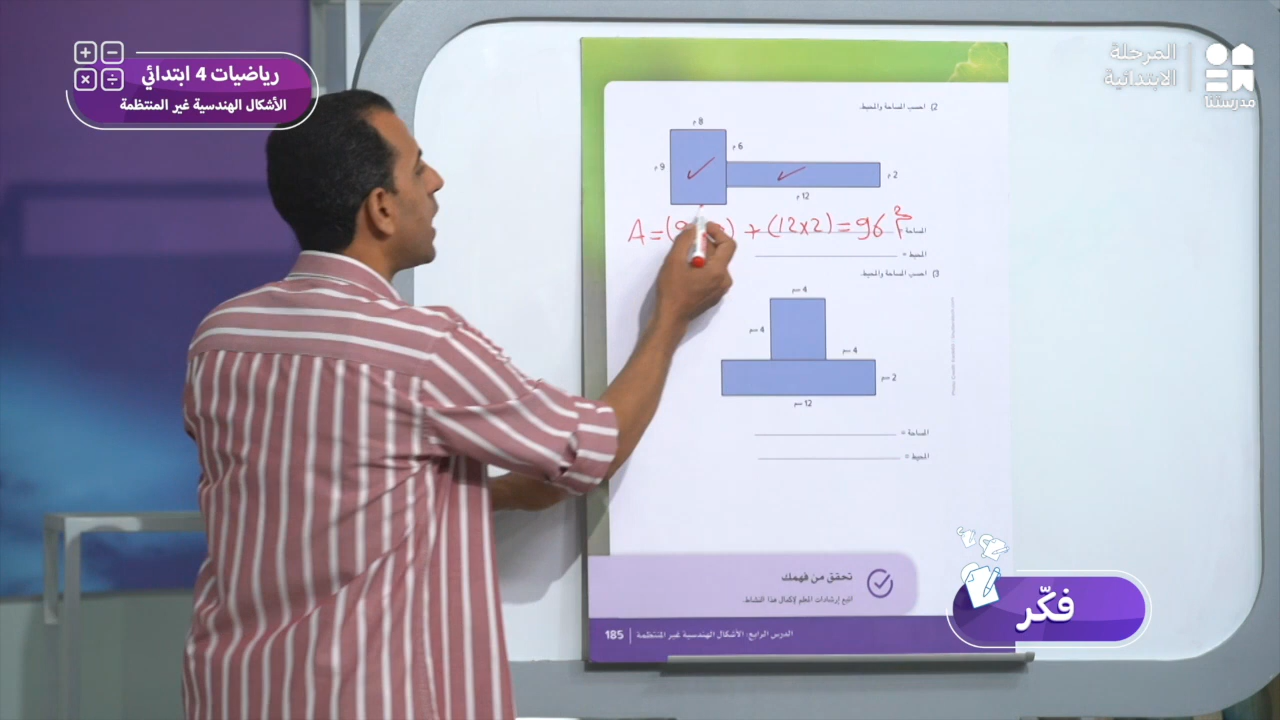 رياضيات 4 ابتدائي
الأشكال الهندسية غير المنتظمة
المرحلة
الابتدائية
مدرستنا
2) احسب المساحة والمحيط.
8 م
6 م
9 م
2 م
12 م
A = (9 ) + (12×2) = 96 م²
المساحة =
المحيط =
3) احسب المساحة والمحيط.
4 سم
4 سم
4 سم
2 سم
12 سم
المساحة =
المحيط =
تحقق من فهمك
اتبع إرشادات المعلم لإكمال هذا النشاط.
الدرس الرابع: الأشكال الهندسية غير المنتظمة | 185
فكّر